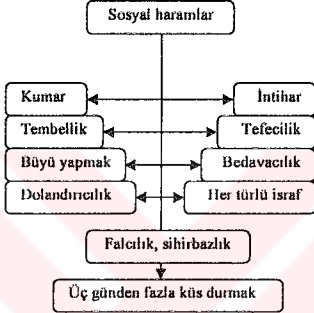 Sosyal haramlar
Kumar
İntihar
Tembellik
Tefecilik
Büyü yapmak
Bedavacılık
Dolandırıcılık
Her türlü israf
Falcılık, sihirbazlık
Üç günden fazla küs durmak